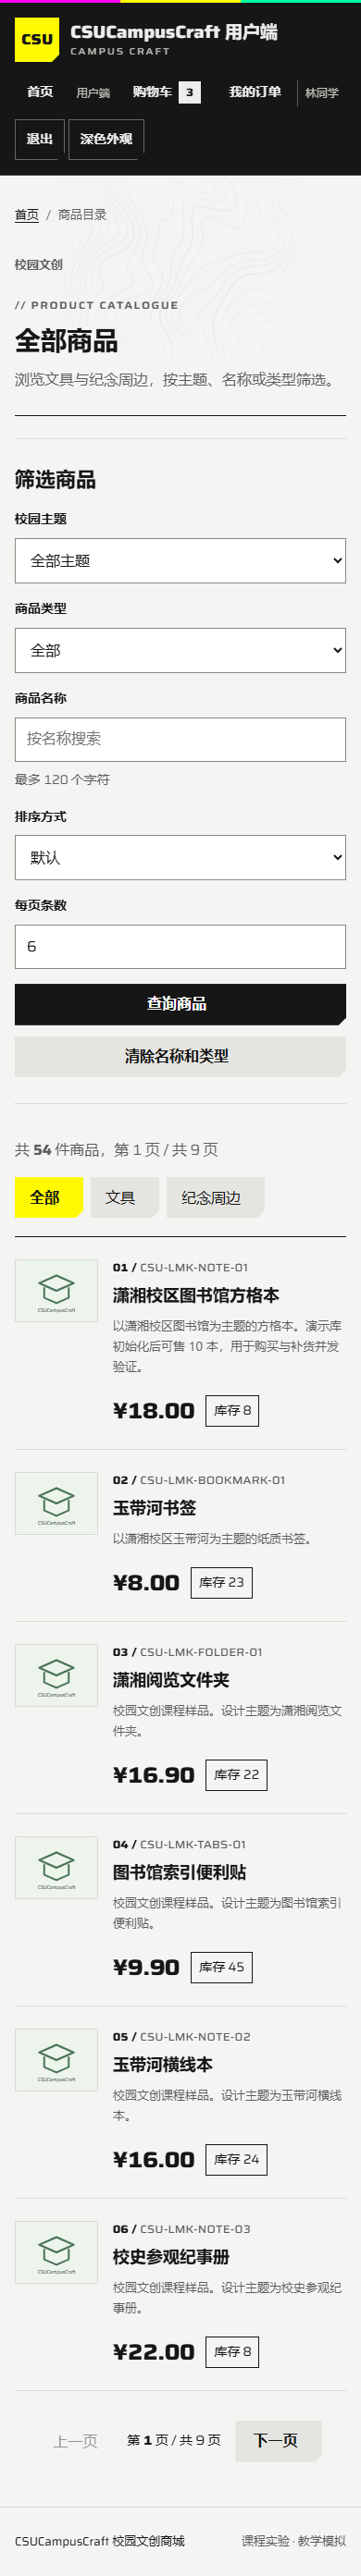 CSU
CSUCampusCraft 用户端
CAMPUS CRAFT
首页 用户端 购物车 3 我的订单 林同学
退出 深色外观
首页 / 商品目录
校园文创
// PRODUCT CATALOGUE
全部商品
浏览文具与纪念周边，按主题、名称或类型筛选。
筛选商品
校园主题
全部主题
商品类型
全部
商品名称
按名称搜索
最多 120 个字符
排序方式
默认
每页条数
6
查询商品
清除名称和类型
共 54 件商品，第 1 页 / 共 9 页
全部 文具 纪念周边
CSUCampusCraft
01 / CSU-LMK-NOTE-01
潇湘校区图书馆方格本
以潇湘校区图书馆为主题的方格本。演示库
初始化后可售 10 本，用于购买与补货并发
验证。
¥18.00 库存 8
CSUCampusCraft
02 / CSU-LMK-BOOKMARK-01
玉带河书签
以潇湘校区玉带河为主题的纸质书签。
¥8.00 库存 23
CSUCampusCraft
03 / CSU-LMK-FOLDER-01
潇湘阅览文件夹
校园文创课程样品。设计主题为潇湘阅览文
件夹。
¥16.90 库存 22
CSUCampusCraft
04 / CSU-LMK-TABS-01
图书馆索引便利贴
校园文创课程样品。设计主题为图书馆索引
便利贴。
¥9.90 库存 45
CSUCampusCraft
05 / CSU-LMK-NOTE-02
玉带河横线本
校园文创课程样品。设计主题为玉带河横线
本。
¥16.00 库存 24
CSUCampusCraft
06 / CSU-LMK-NOTE-03
校史参观纪事册
校园文创课程样品。设计主题为校史参观纪
事册。
¥22.00 库存 8
上一页 第 1 页 / 共 9 页 下一页
CSUCampusCraft 校园文创商城 课程实验 · 教学模拟